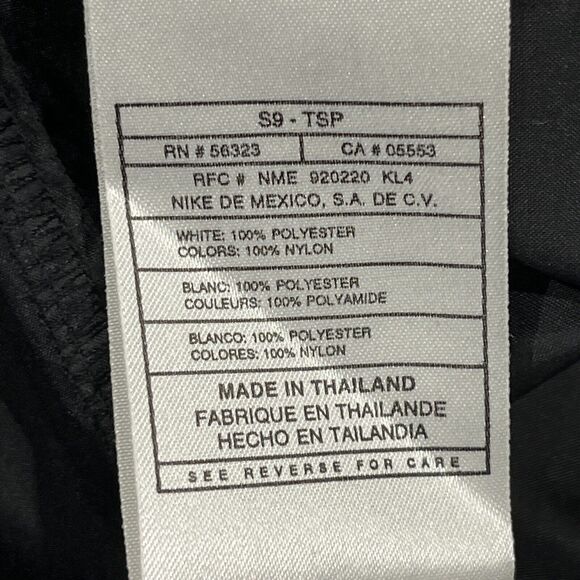 S9 - TSP
RN # 56323 CA # 05553
RFC # NME 920220 KL4
NIKE DE MEXICO, S.A. DE C.V.
WHITE: 100% POLYESTER
COLORS: 100% NYLON
BLANC: 100% POLYESTER
COULEURS: 100% POLYAMIDE
BLANCO: 100% POLYESTER
COLORES: 100% NYLON
MADE IN THAILAND
FABRIQUE EN THAILANDE
HECHO EN TAILANDIA
SEE REVERSE FOR CARE